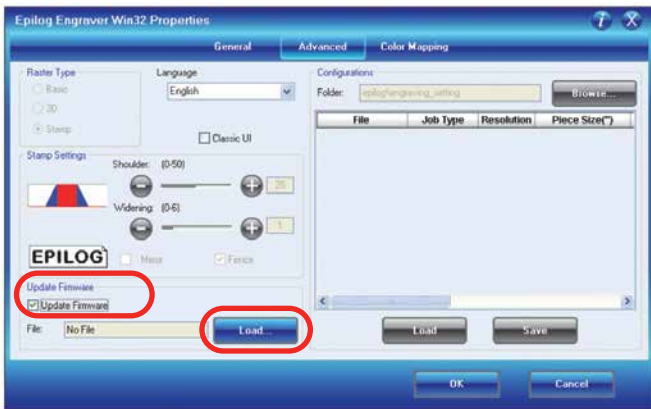 Epilog Engraver Win32 Properties
General Advanced Color Mapping
Raster Type
Basic
3D
Stamp
Language
English
Classic UI
Stamp Settings
Shoulder: (0-50)
25
Widening: (0-6)
1
EPILOG
Mirror
Fence
Update Firmware
Update Firmware
File: No File Load...
Configurations
Folder: epilog\engraving_setting Browse...
File Job Type Resolution Piece Size(")
Load Save
OK Cancel